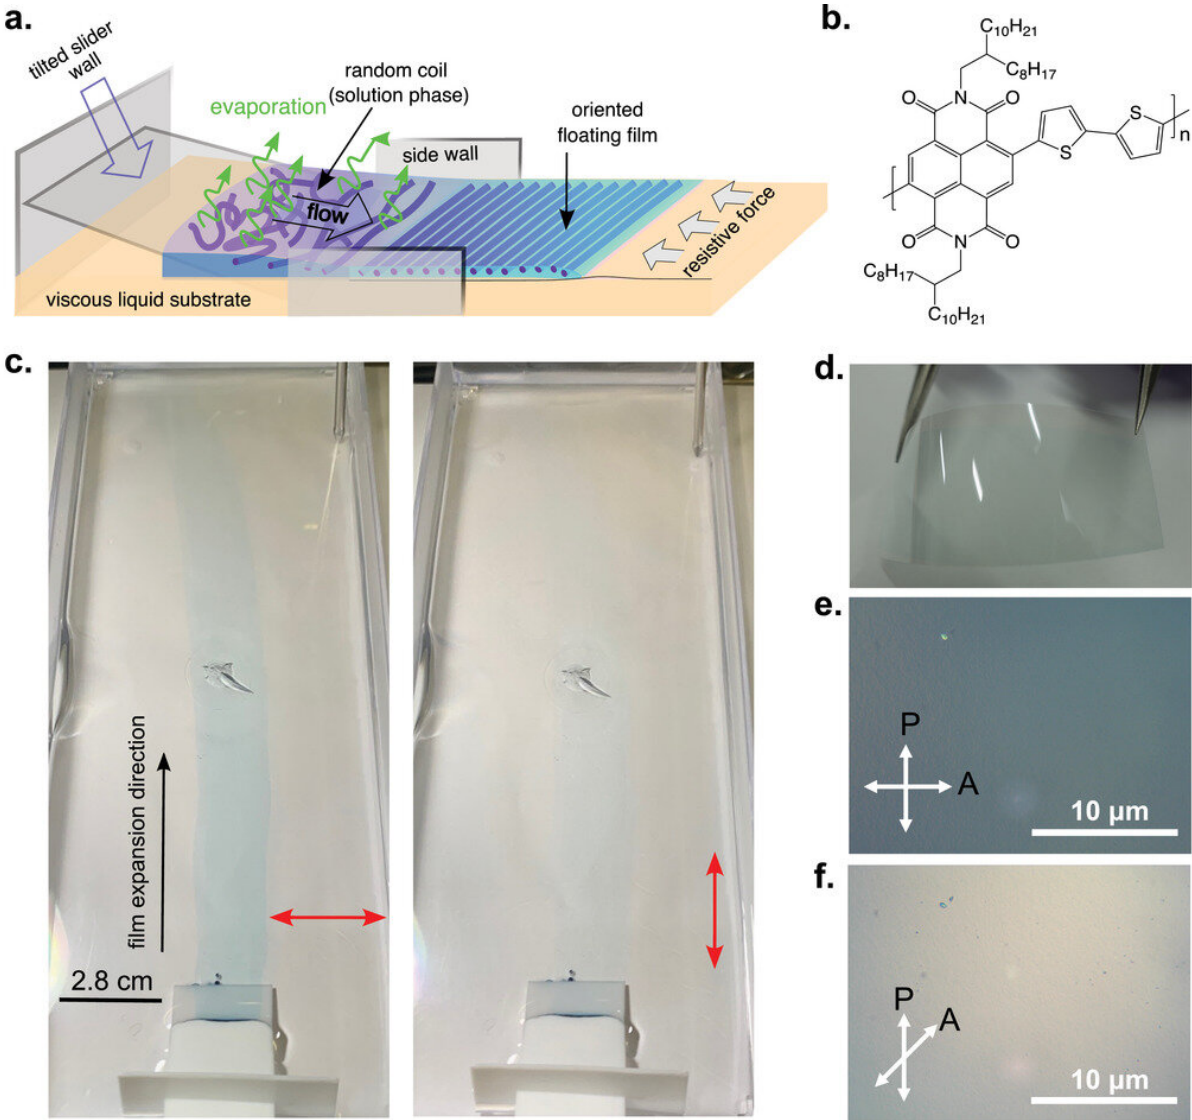 a.
tilted slider
wall
evaporation
random coil
(solution phase)
side wall
oriented
floating film
flow
resistive force
viscous liquid substrate
b.
C10H21
C8H17
O
N
O
S
S
n
O
N
O
C8H17
C10H21
c.
film expansion direction
2.8 cm
d.
e.
P
A
10 µm
f.
P
A
10 µm